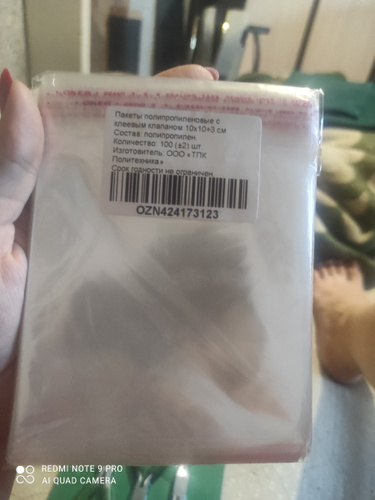 Пакеты полипропиленовые с
клеевым клапаном 10х10+3 см
Состав: полипропилен.
Количество: 100 (±2) шт.
Изготовитель: ООО «ТПК
Политехника»
Срок годности не ограничен.
OZN424173123
REDMI NOTE 9 PRO
AI QUAD CAMERA